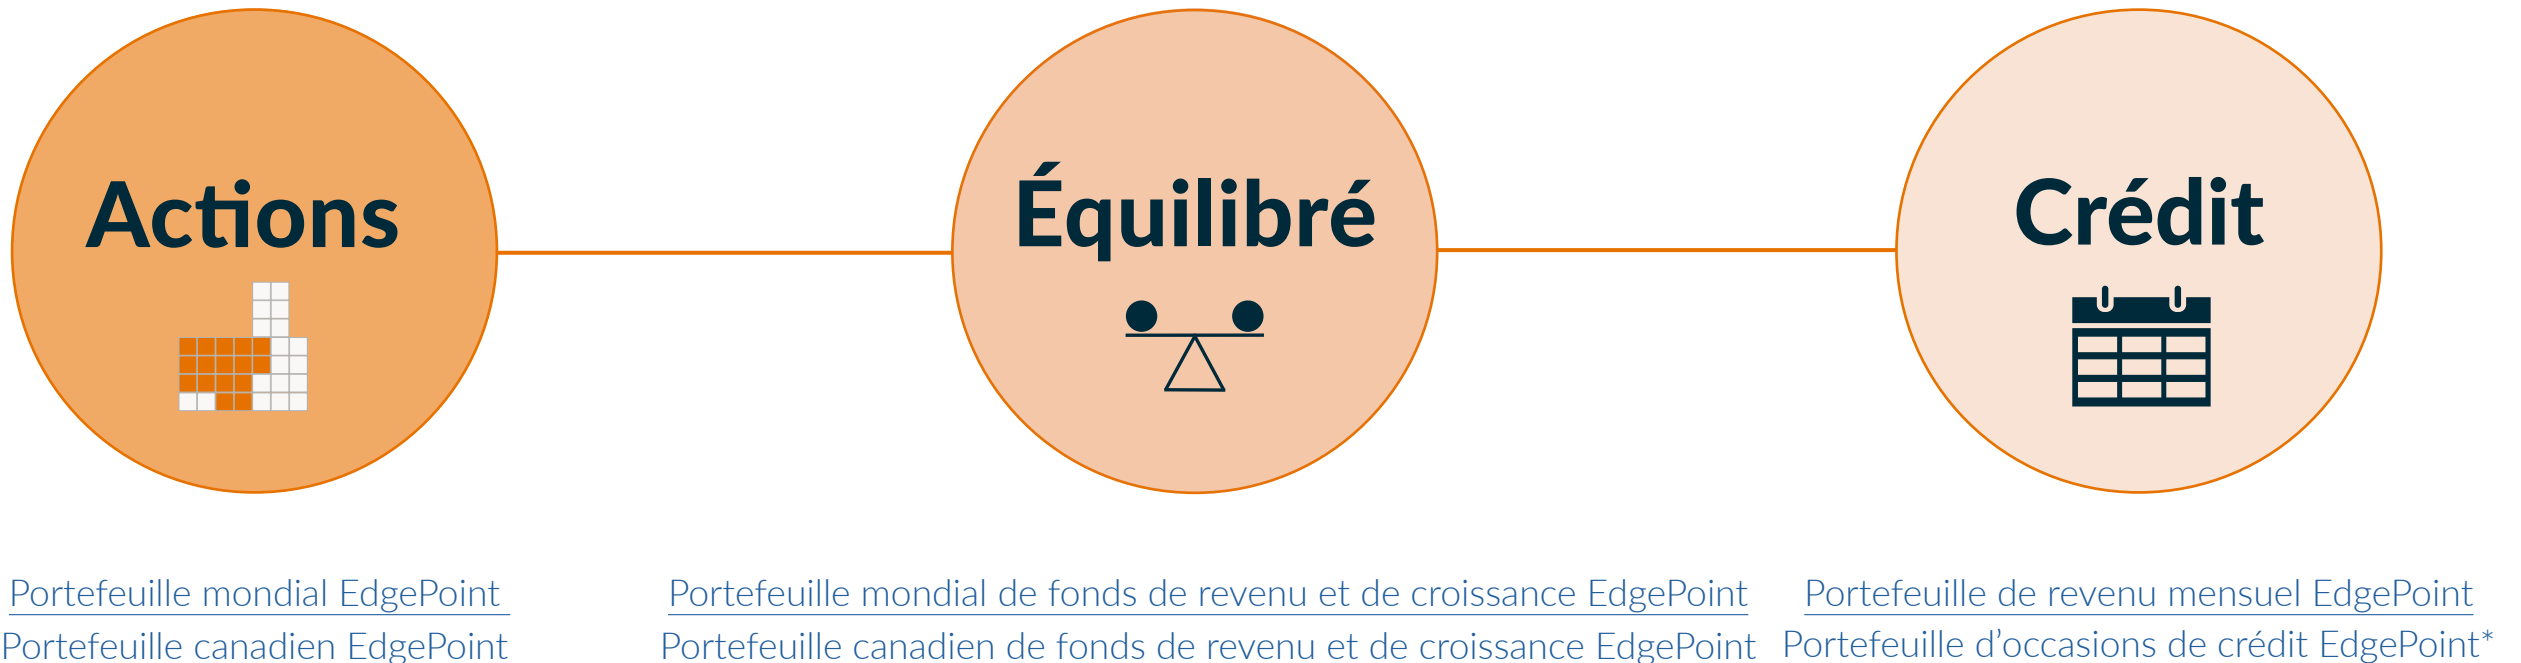 Actions
Équilibré
Crédit
Portefeuille mondial EdgePoint
Portefeuille canadien EdgePoint
Portefeuille mondial de fonds de revenu et de croissance EdgePoint
Portefeuille canadien de fonds de revenu et de croissance EdgePoint
Portefeuille de revenu mensuel EdgePoint
Portefeuille d’occasions de crédit EdgePoint*